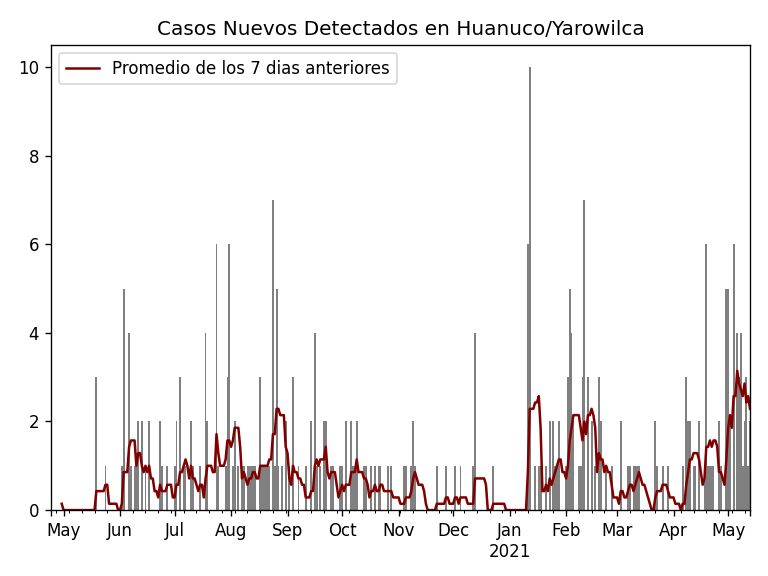 Casos Nuevos Detectados en Huanuco/Yarowilca
Promedio de los 7 dias anteriores
10
8
6
4
2
0
May Jun Jul Aug Sep Oct Nov Dec Jan Feb Mar Apr May
2021